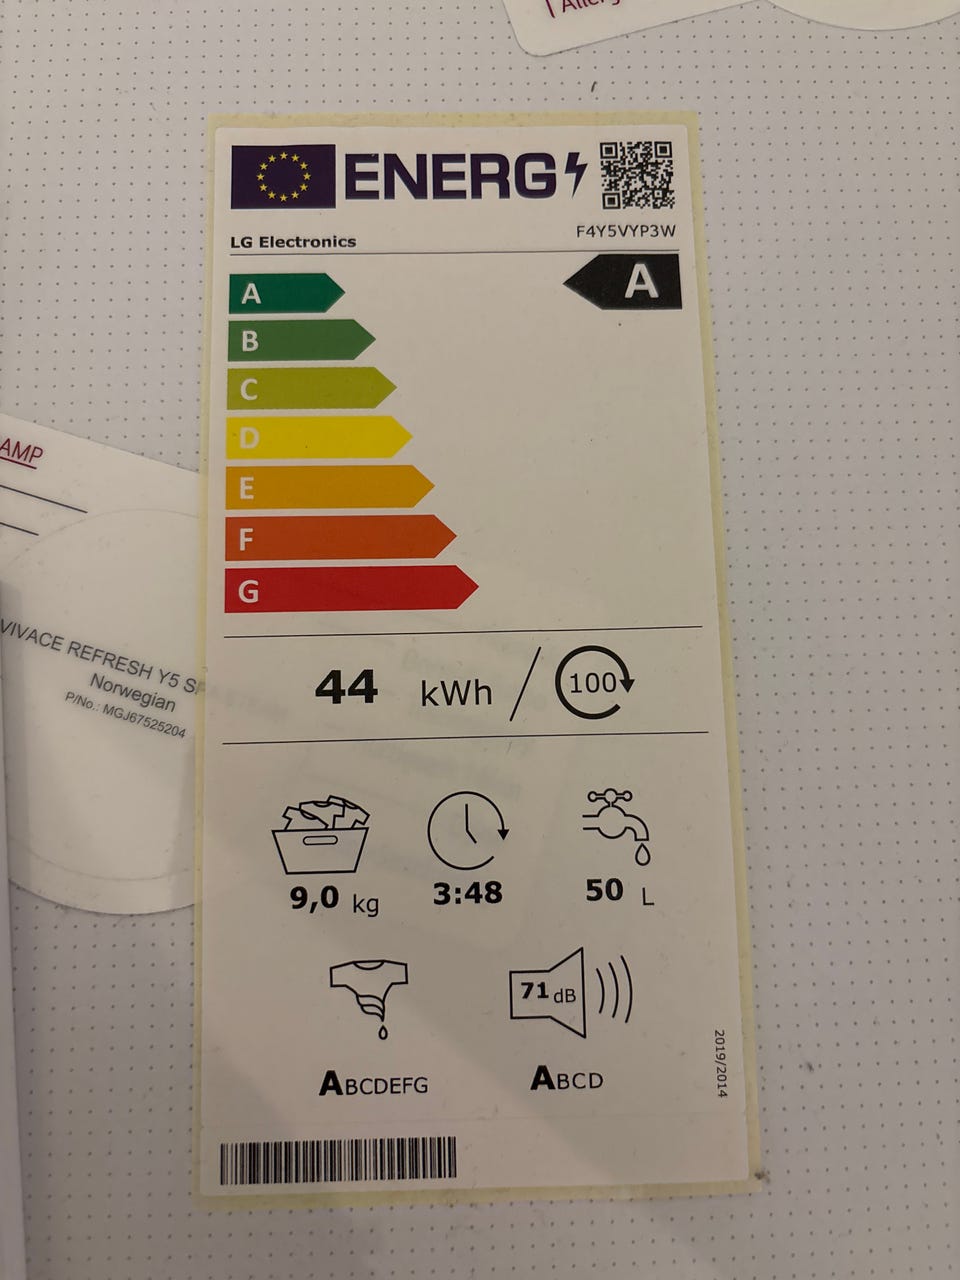 Allerg
ENERG
F4Y5VYP3W
LG Electronics
A
A
B
C
D
E
F
G
AMP
VIVACE REFRESH Y5
Norwegian
P/No.: MGJ67525204
44 kWh / 100
9,0 kg
3:48
50 L
71 dB
ABCDEFG
ABCD
2019/2014